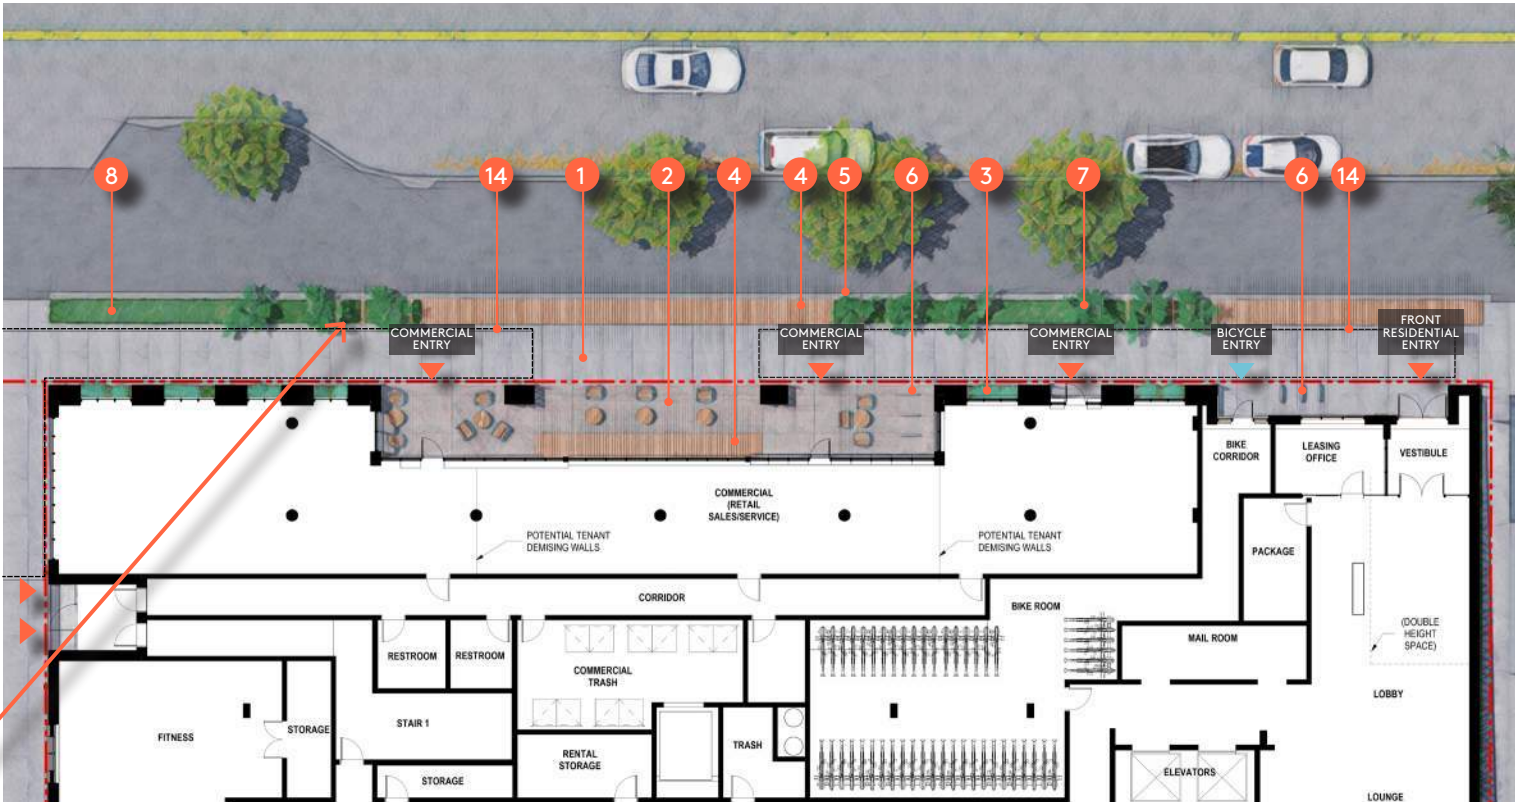 8
14
1
2
4
4
5
6
3
7
6
14
COMMERCIAL
ENTRY
COMMERCIAL
ENTRY
COMMERCIAL
ENTRY
BICYCLE
ENTRY
FRONT
RESIDENTIAL
ENTRY
BIKE
CORRIDOR
LEASING
OFFICE
VESTIBULE
COMMERCIAL
(RETAIL
SALES/SERVICE)
POTENTIAL TENANT
DEMISING WALLS
POTENTIAL TENANT
DEMISING WALLS
PACKAGE
CORRIDOR
BIKE ROOM
(DOUBLE
HEIGHT
SPACE)
MAIL ROOM
RESTROOM
RESTROOM
COMMERCIAL
TRASH
LOBBY
FITNESS
STORAGE
STAIR 1
RENTAL
STORAGE
TRASH
STORAGE
ELEVATORS
LOUNGE